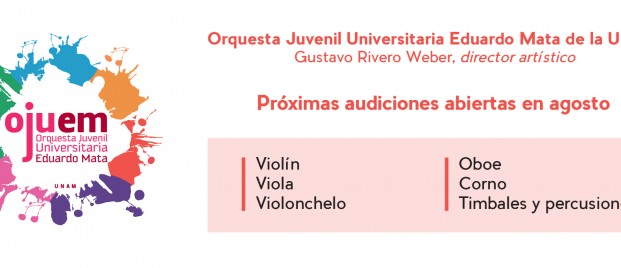 Orquesta Juvenil Universitaria Eduardo Mata de la U
Gustavo Rivero Weber, director artístico
ojuem
Orquesta Juvenil
Universitaria
Eduardo Mata
UNAM
Próximas audiciones abiertas en agosto
Violín
Viola
Violonchelo
Oboe
Corno
Timbales y percusione